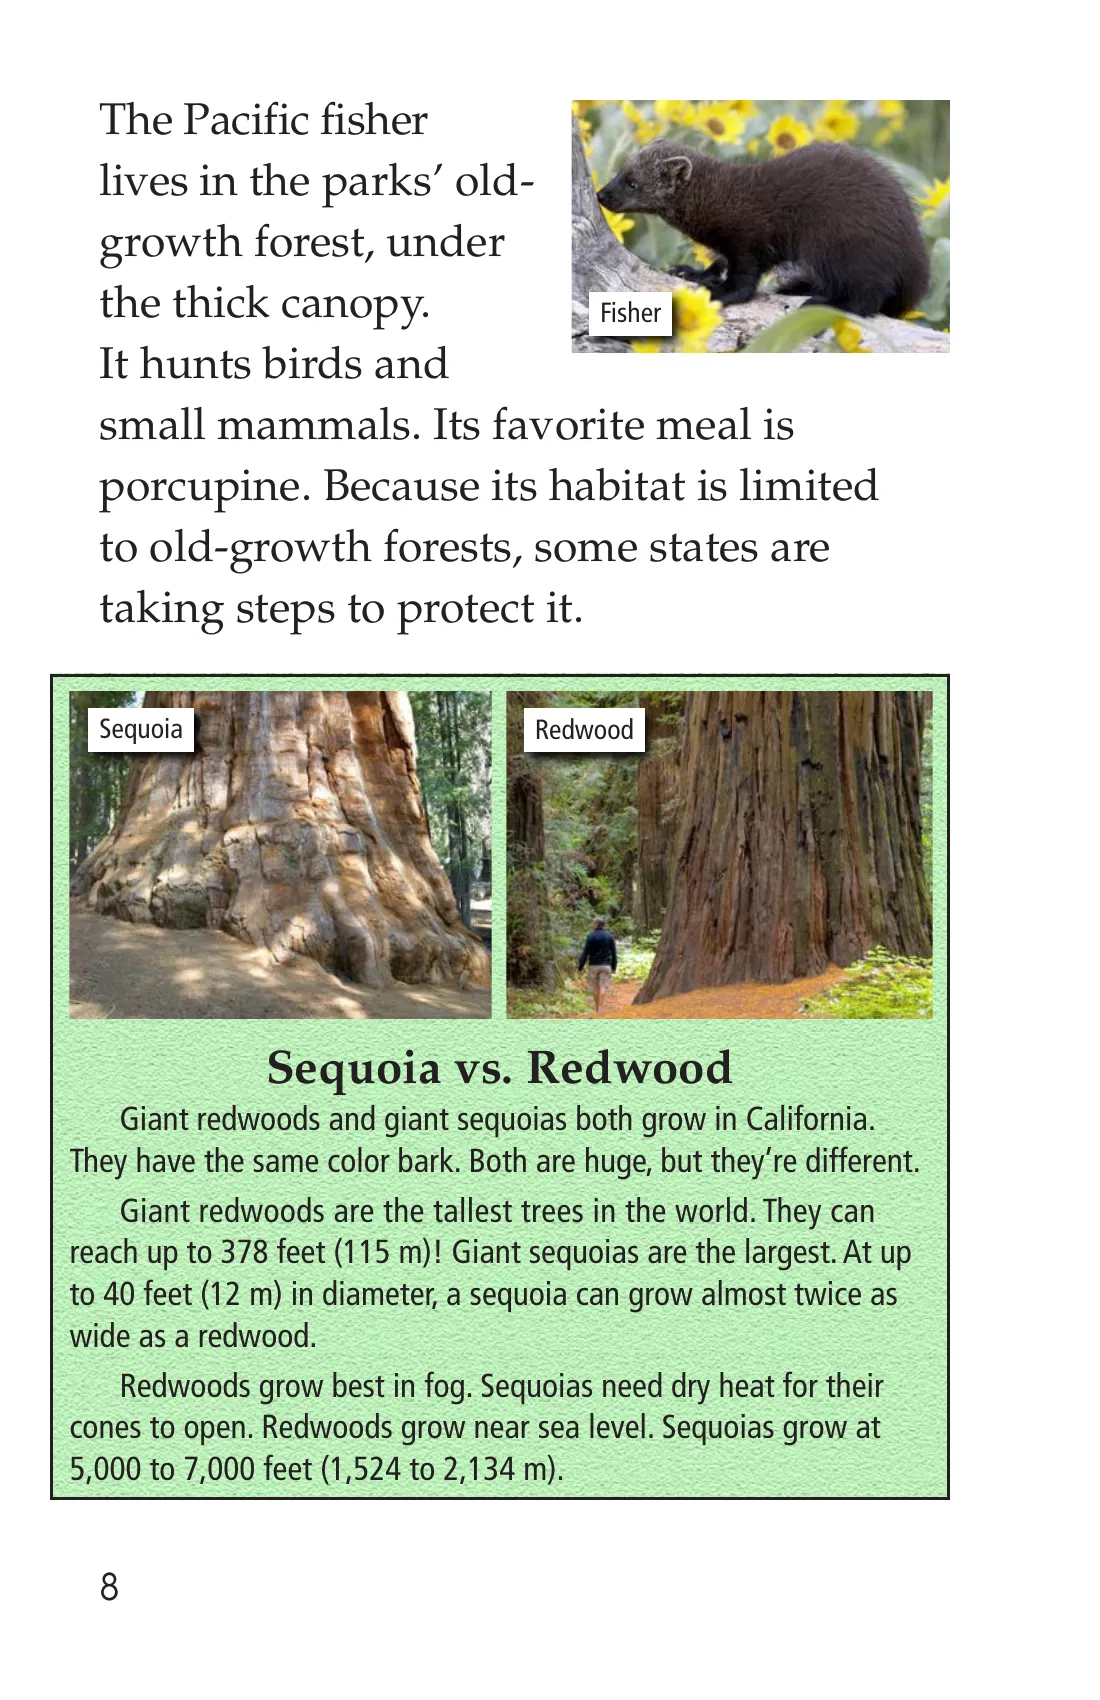 The Pacific fisher
lives in the parks’ old-
growth forest, under
the thick canopy.
It hunts birds and
small mammals. Its favorite meal is
porcupine. Because its habitat is limited
to old-growth forests, some states are
taking steps to protect it.
Fisher
Sequoia
Redwood
Sequoia vs. Redwood
Giant redwoods and giant sequoias both grow in California.
They have the same color bark. Both are huge, but they’re different.
Giant redwoods are the tallest trees in the world. They can
reach up to 378 feet (115 m)! Giant sequoias are the largest. At up
to 40 feet (12 m) in diameter, a sequoia can grow almost twice as
wide as a redwood.
Redwoods grow best in fog. Sequoias need dry heat for their
cones to open. Redwoods grow near sea level. Sequoias grow at
5,000 to 7,000 feet (1,524 to 2,134 m).
8